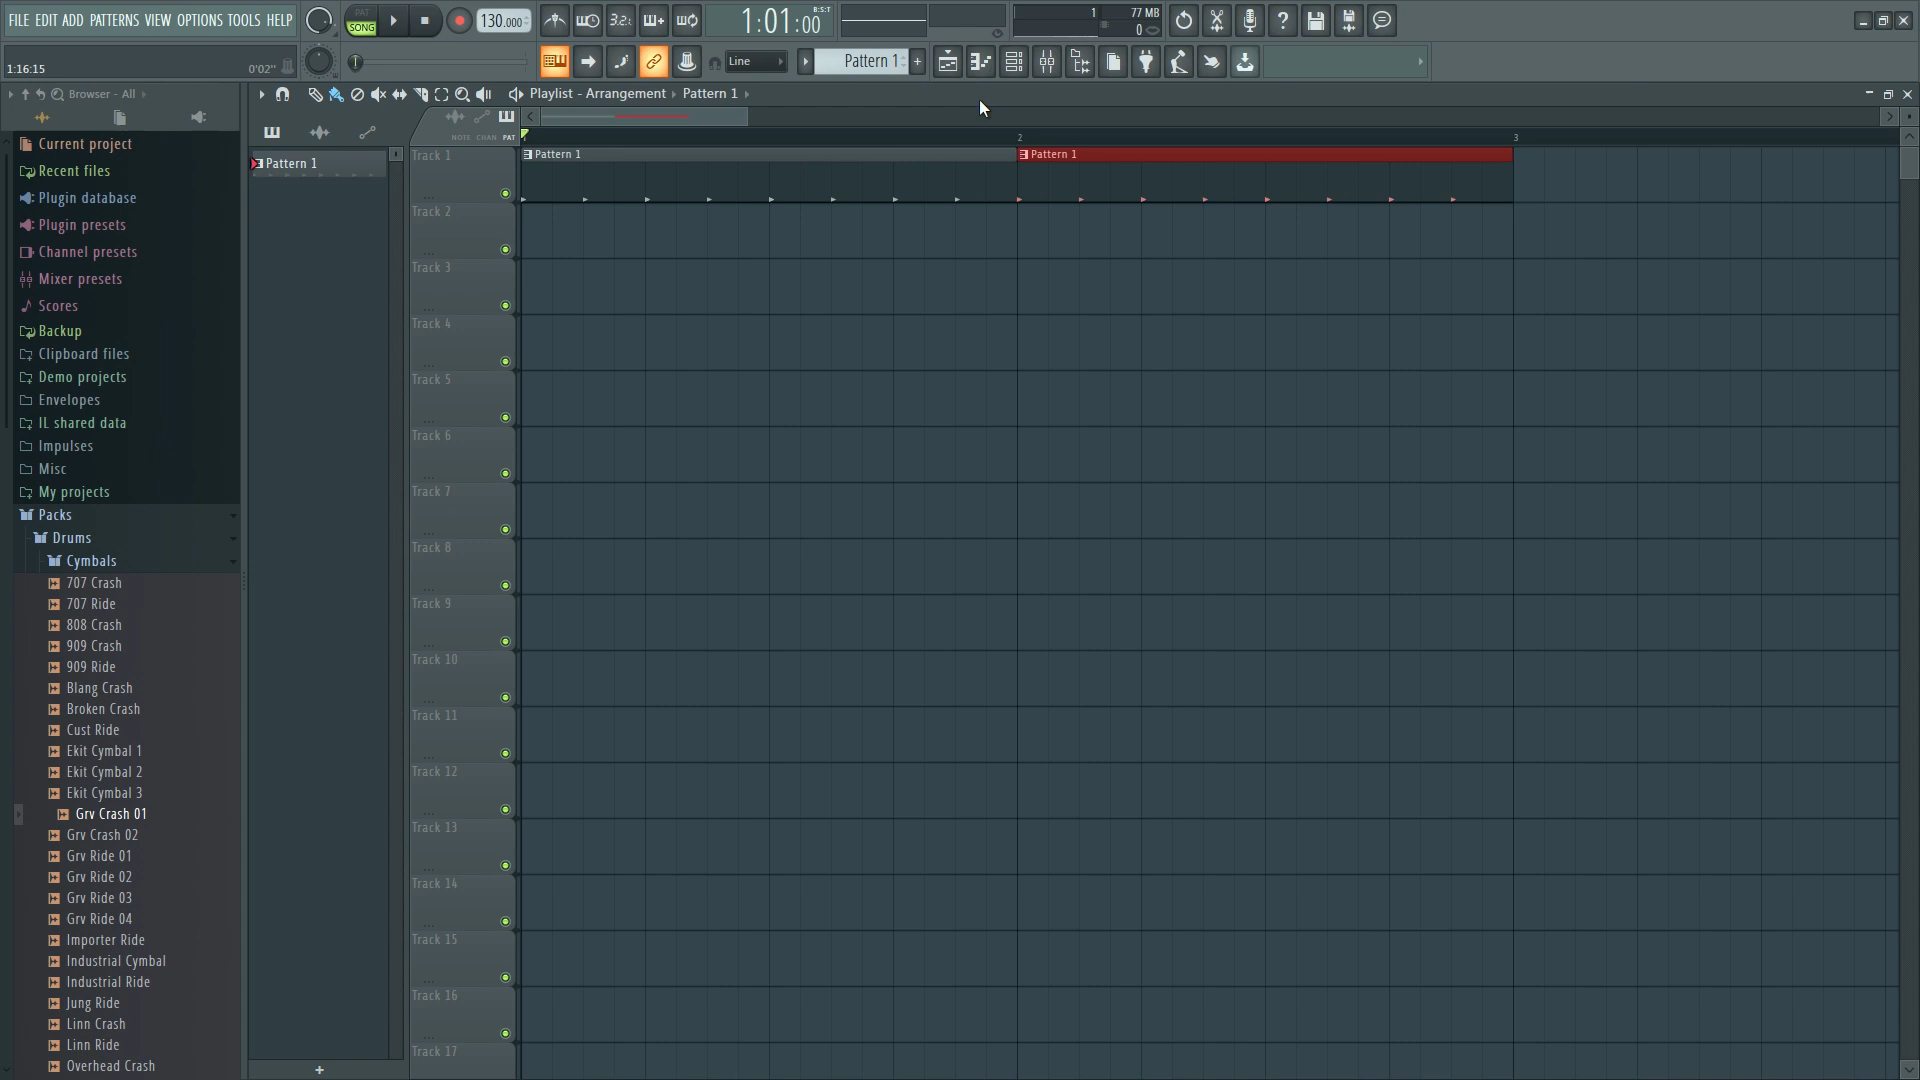 FILE EDIT ADD PATTERNS VIEW OPTIONS TOOLS HELP
PAT
SONG
130.000
3.2
1:01:00
B:S:T
1
77 MB
0
1:16:15
0'02"
Line
Pattern 1
Browser - All
Playlist - Arrangement
Pattern 1
NOTE CHAN PAT
Current project
Recent files
Plugin database
Plugin presets
Channel presets
Mixer presets
Scores
Backup
Clipboard files
Demo projects
Envelopes
IL shared data
Impulses
Misc
My projects
Packs
Drums
Cymbals
707 Crash
707 Ride
808 Crash
909 Crash
909 Ride
Blang Crash
Broken Crash
Cust Ride
Ekit Cymbal 1
Ekit Cymbal 2
Ekit Cymbal 3
Grv Crash 01
Grv Crash 02
Grv Ride 01
Grv Ride 02
Grv Ride 03
Grv Ride 04
Importer Ride
Industrial Cymbal
Industrial Ride
Jung Ride
Linn Crash
Linn Ride
Overhead Crash
Pattern 1
2
3
Track 1
Pattern 1
Pattern 1
Track 2
Track 3
Track 4
Track 5
Track 6
Track 7
Track 8
Track 9
Track 10
Track 11
Track 12
Track 13
Track 14
Track 15
Track 16
Track 17